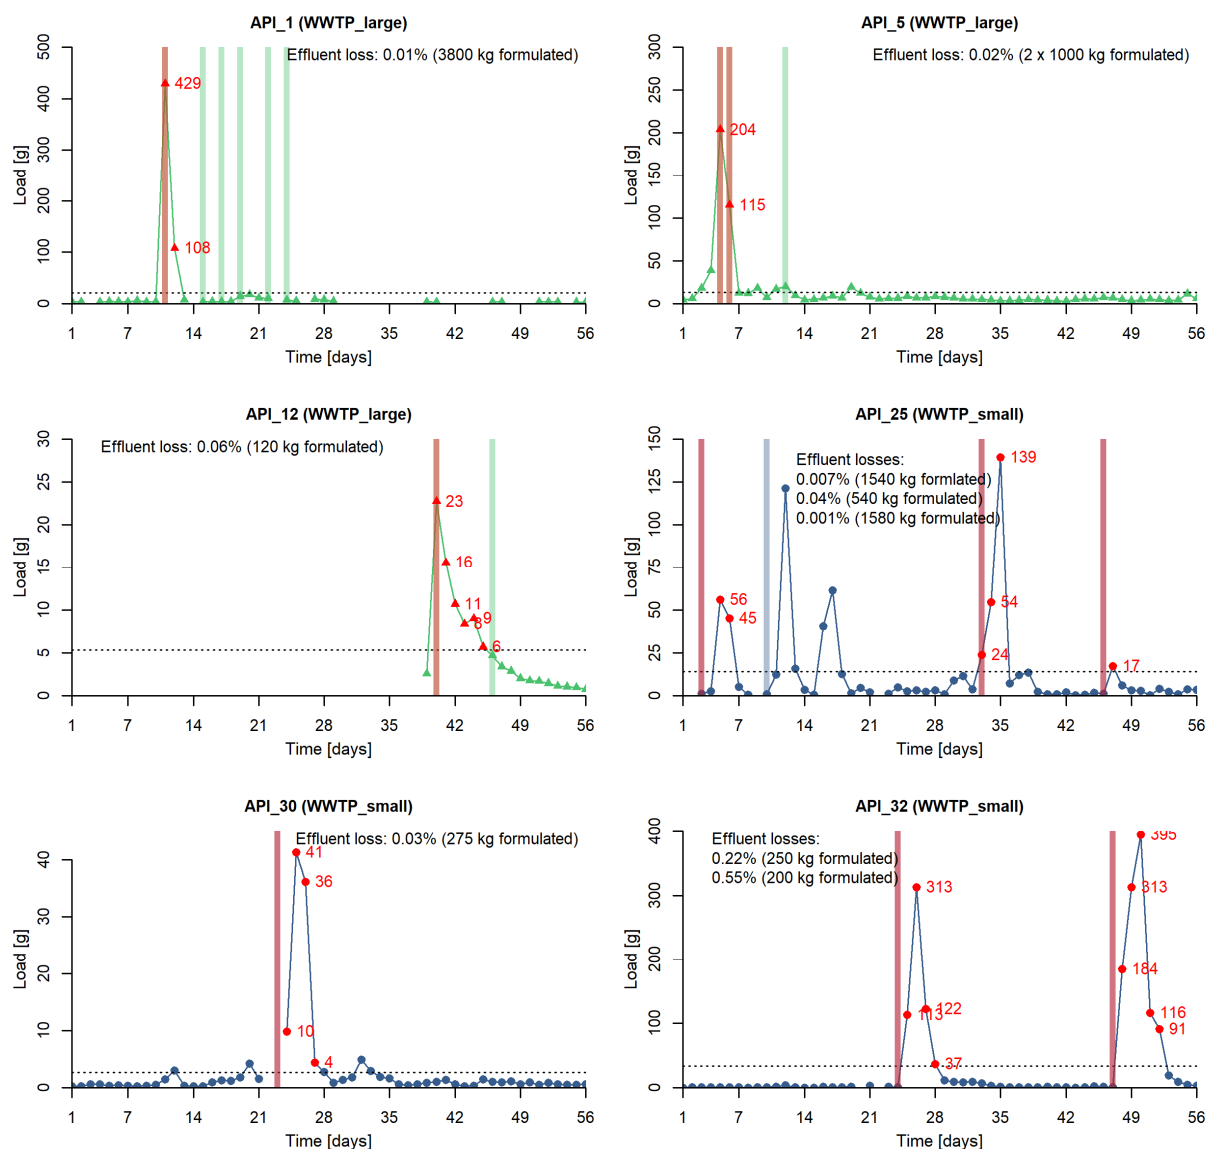 API_1 (WWTP_large)
Effluent loss: 0.01% (3800 kg formulated)
Load [g]
500
400
300
200
100
0
429
108
1 7 14 21 28 35 42 49 56
Time [days]
API_5 (WWTP_large)
Effluent loss: 0.02% (2 x 1000 kg formulated)
Load [g]
300
250
200
150
100
50
0
204
115
1 7 14 21 28 35 42 49 56
Time [days]
API_12 (WWTP_large)
Effluent loss: 0.06% (120 kg formulated)
Load [g]
30
25
20
15
10
5
0
23
16
11
8
9
6
1 7 14 21 28 35 42 49 56
Time [days]
API_25 (WWTP_small)
Effluent losses:
0.007% (1540 kg formlated)
0.04% (540 kg formulated)
0.001% (1580 kg formulated)
Load [g]
150
125
100
75
50
25
0
56
45
24
54
139
17
1 7 14 21 28 35 42 49 56
Time [days]
API_30 (WWTP_small)
Effluent loss: 0.03% (275 kg formulated)
Load [g]
40
30
20
10
0
10
41
36
4
1 7 14 21 28 35 42 49 56
Time [days]
API_32 (WWTP_small)
Effluent losses:
0.22% (250 kg formulated)
0.55% (200 kg formulated)
Load [g]
400
300
200
100
0
113
313
122
37
184
313
395
116
91
1 7 14 21 28 35 42 49 56
Time [days]